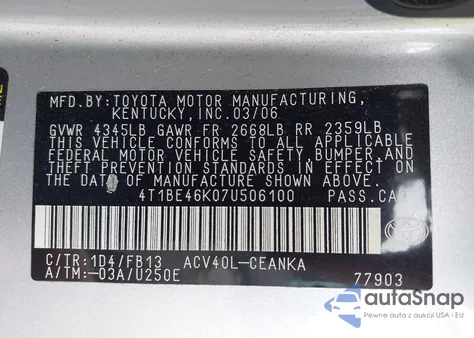 MFD.BY:TOYOTA MOTOR MANUFACTURING,
KENTUCKY, INC.03/06
GVWR 4345LB GAWR FR 2668LB RR 2359LB
THIS VEHICLE CONFORMS TO ALL APPLICABLE
FEDERAL MOTOR VEHICLE SAFETY, BUMPER, AND
THEFT PREVENTION STANDARDS IN EFFECT ON
THE DATE OF MANUFACTURE SHOWN ABOVE.
4T1BE46K07U506100 PASS.CAR
C/TR:1D4/FB13 ACV40L-CEANKA
A/TM:-03A/U250E 77903
autoSnap
Pewne auta z aukcji USA i EU